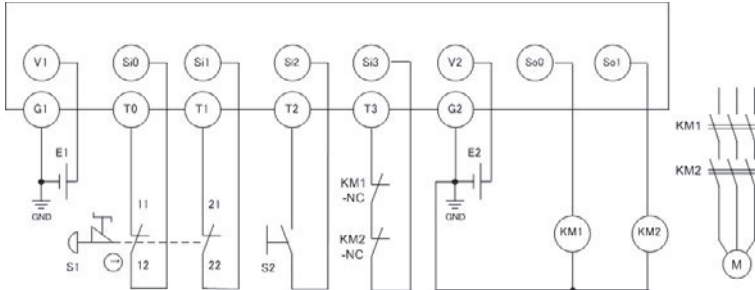 V1 Si0 Si1 Si2 Si3 V2 So0 So1
G1 T0 T1 T2 T3 G2
KM1
E1 E2
KM2
KM1
-NC
GND GND
11 21
KM2
-NC
KM1 KM2
S1 12 22 S2
M